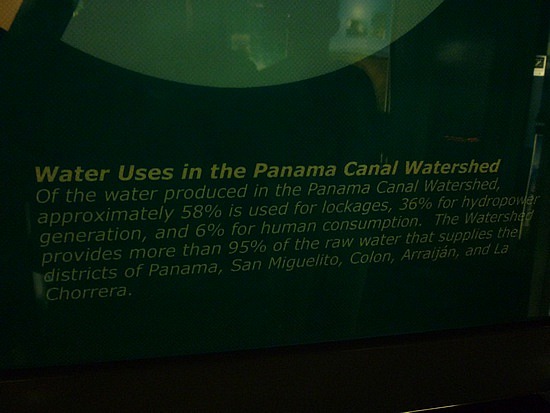 Water Uses in the Panama Canal Watershed
Of the water produced in the Panama Canal Watershed,
approximately 58% is used for lockages, 36% for hydropower
generation, and 6% for human consumption. The Watershed
provides more than 95% of the raw water that supplies the
districts of Panama, San Miguelito, Colon, Arraiján, and La
Chorrera.